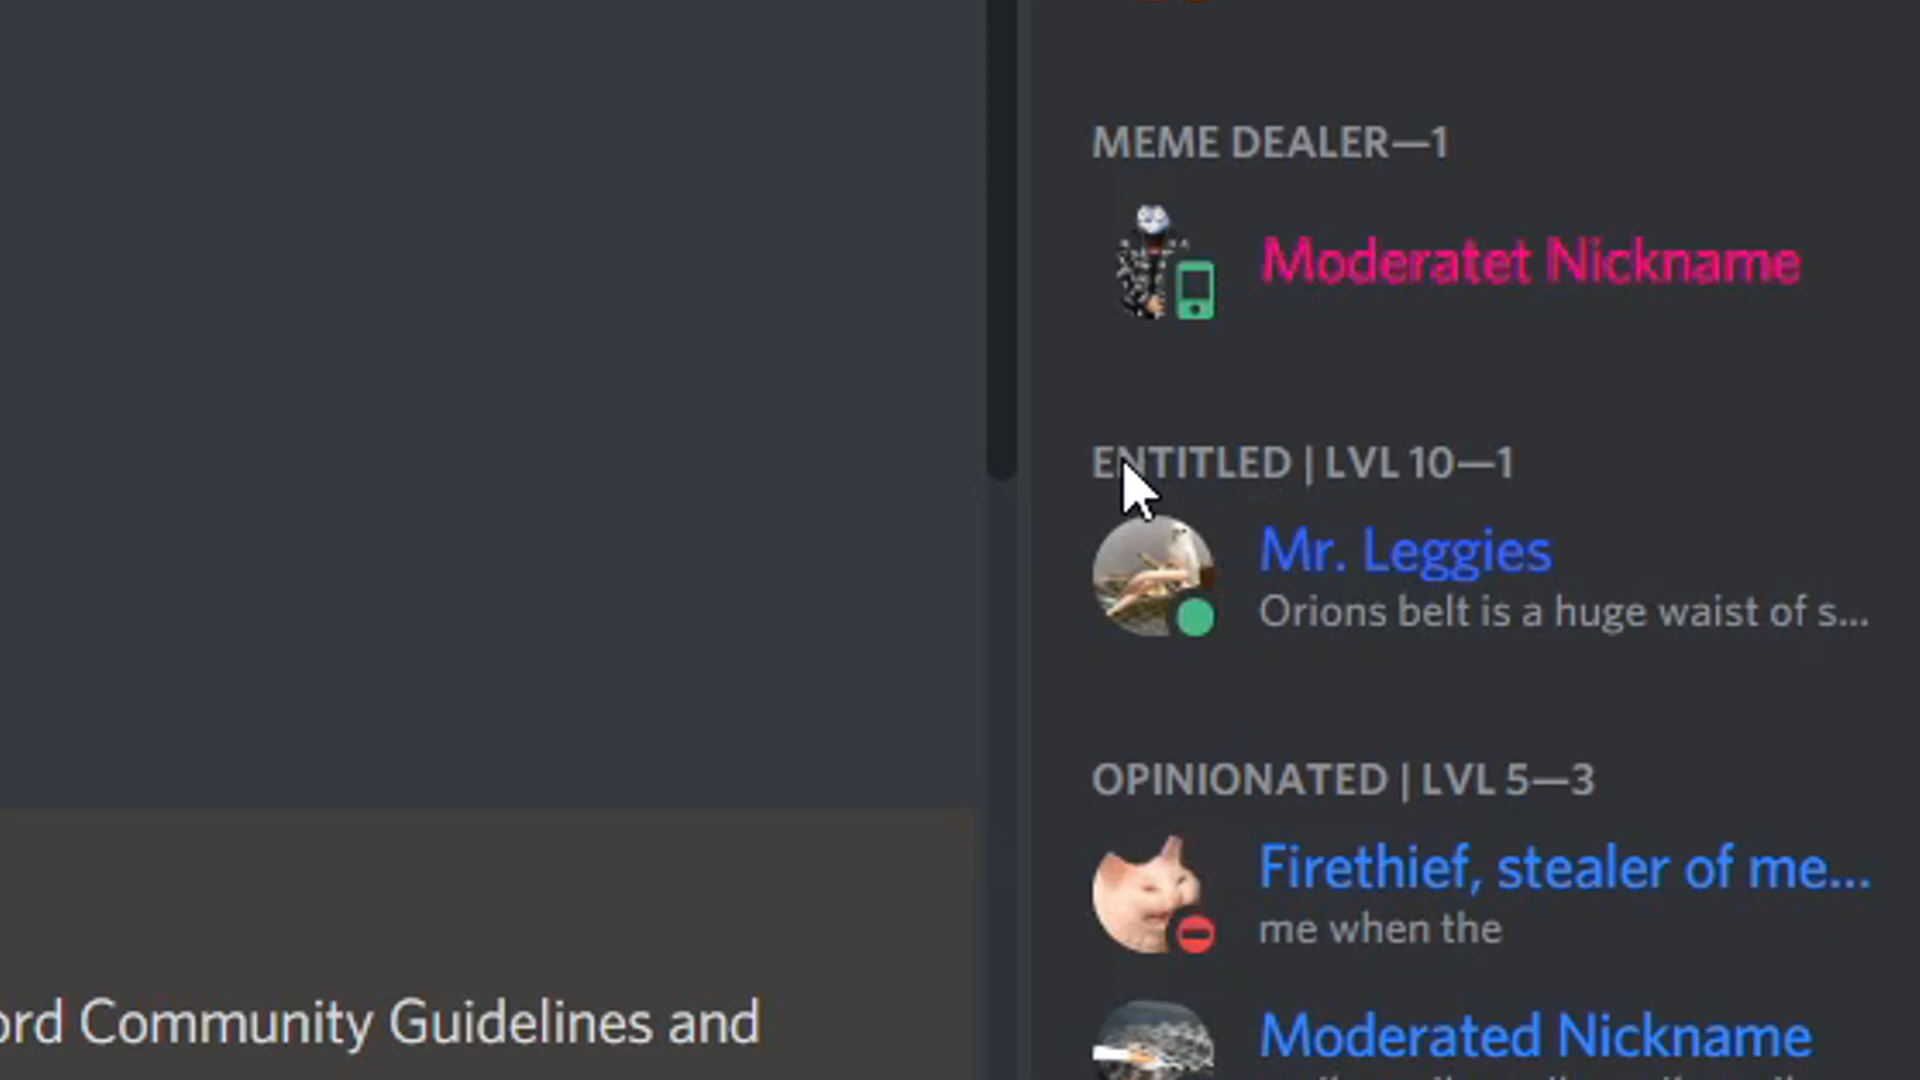 MEME DEALER—1
Moderatet Nickname
ENTITLED | LVL 10—1
Mr. Leggies
Orions belt is a huge waist of s...
OPINIONATED | LVL 5—3
Firethief, stealer of me...
me when the
ord Community Guidelines and
Moderated Nickname